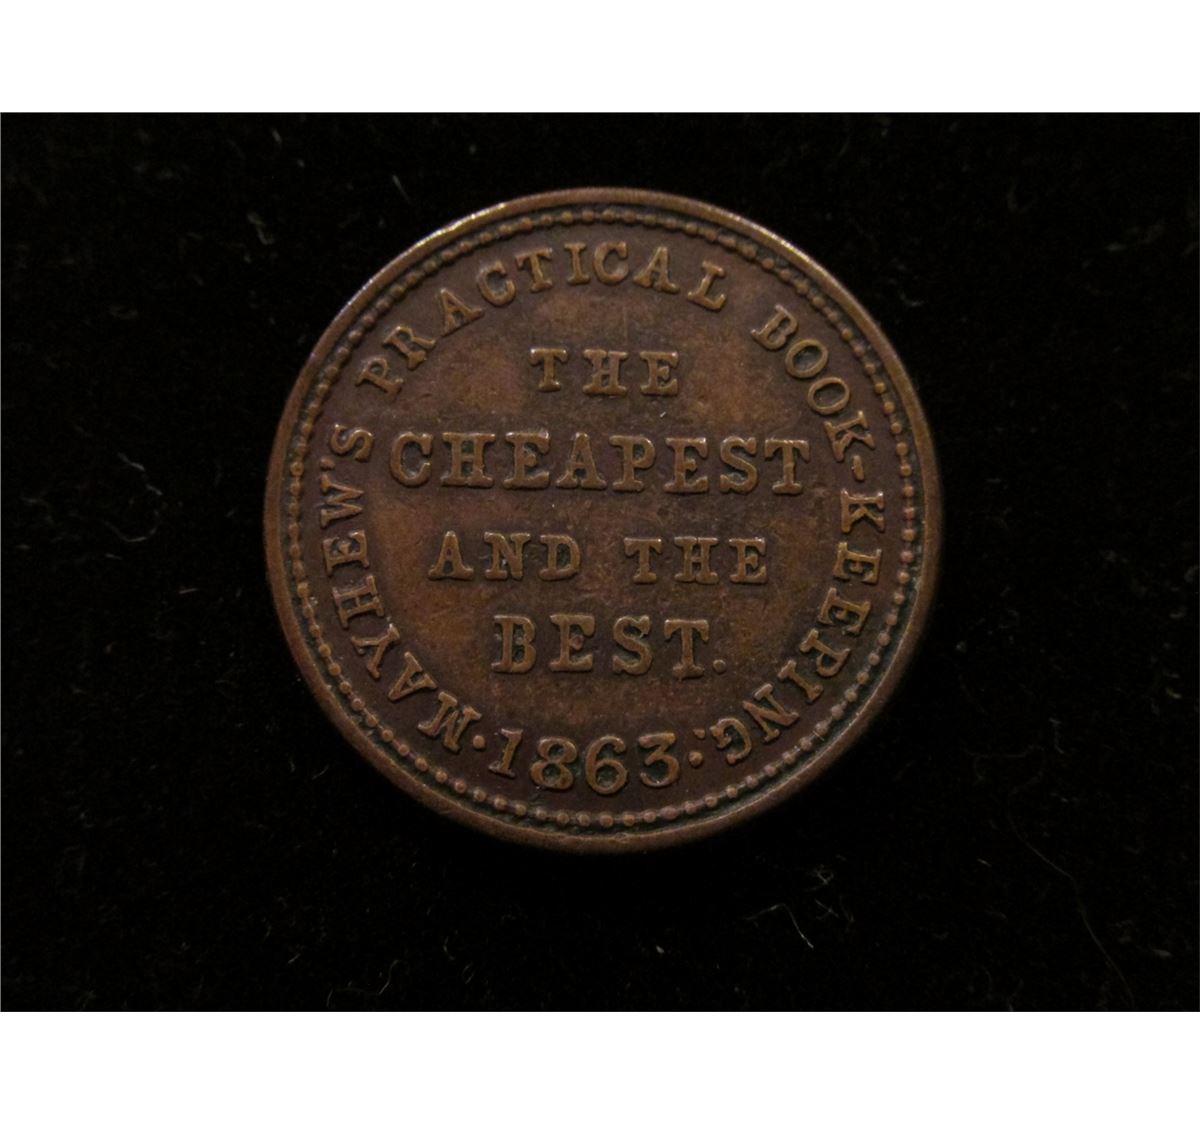 MAYHEW'S PRACTICAL BOOK-KEEPING:
THE
CHEAPEST
AND THE
BEST.
·1863: